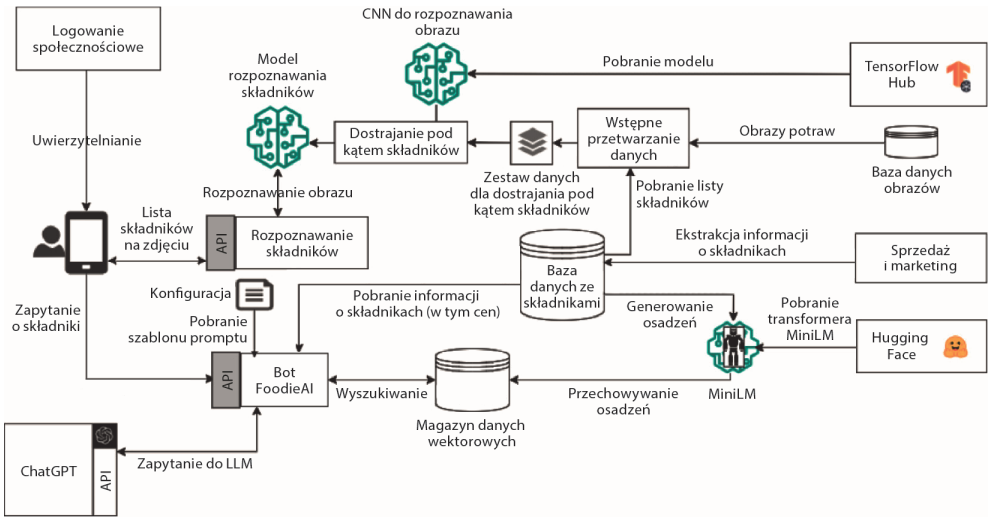 Logowanie
społecznościowe
CNN do rozpoznawania
obrazu
Model
rozpoznawania
składników
Pobranie modelu
TensorFlow
Hub
Uwierzytelnianie
Dostrajanie pod
kątem składników
Zestaw danych
dla dostrajania pod
kątem składników
Wstępne
przetwarzanie
danych
Obrazy potraw
Baza danych
obrazów
Pobranie listy
składników
Rozpoznawanie obrazu
Lista
składników
na zdjęciu
API
Rozpoznawanie
składników
Baza
danych ze
składnikami
Ekstrakcja informacji
o składnikach
Sprzedaż
i marketing
Zapytanie
o składniki
Konfiguracja
Pobranie
szablonu promptu
Pobranie informacji
o składnikach (w tym cen)
Generowanie
osadzeń
Pobranie
transformera
MiniLM
Hugging
Face
API
Bot
FoodieAI
Wyszukiwanie
Magazyn danych
wektorowych
Przechowywanie
osadzeń
MiniLM
ChatGPT
API
Zapytanie do LLM